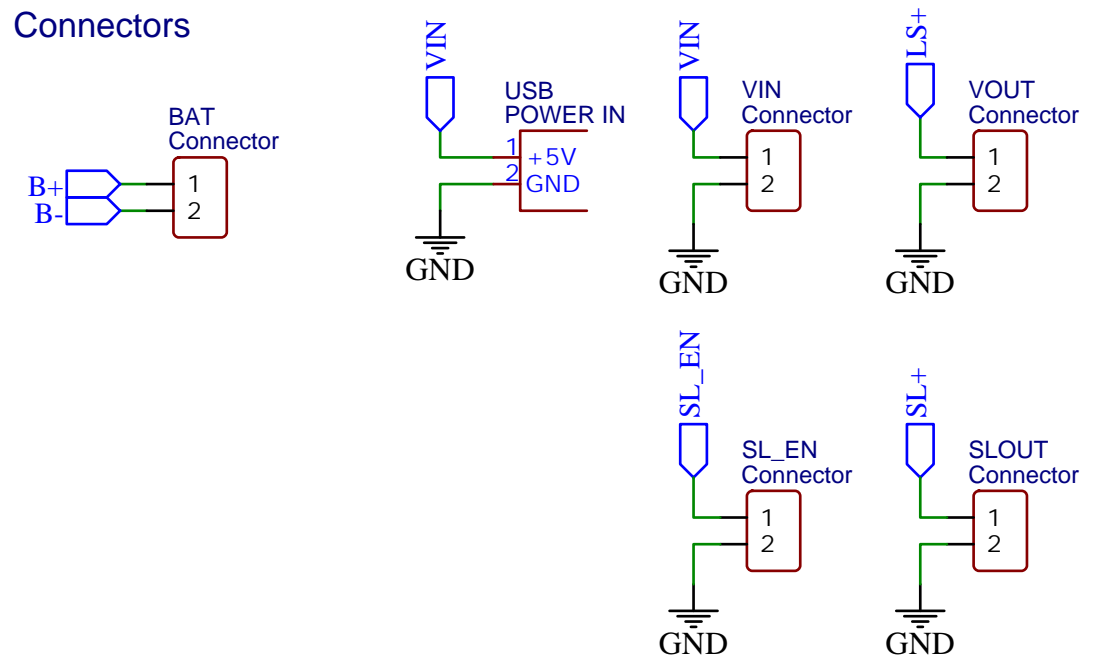 Connectors
BAT
Connector
B+
B-
1
2
VIN
USB
POWER IN
1
+5V
2
GND
GND
VIN
VIN
Connector
1
2
GND
LS+
VOUT
Connector
1
2
GND
SL_EN
SL_EN
Connector
1
2
GND
SL+
SLOUT
Connector
1
2
GND